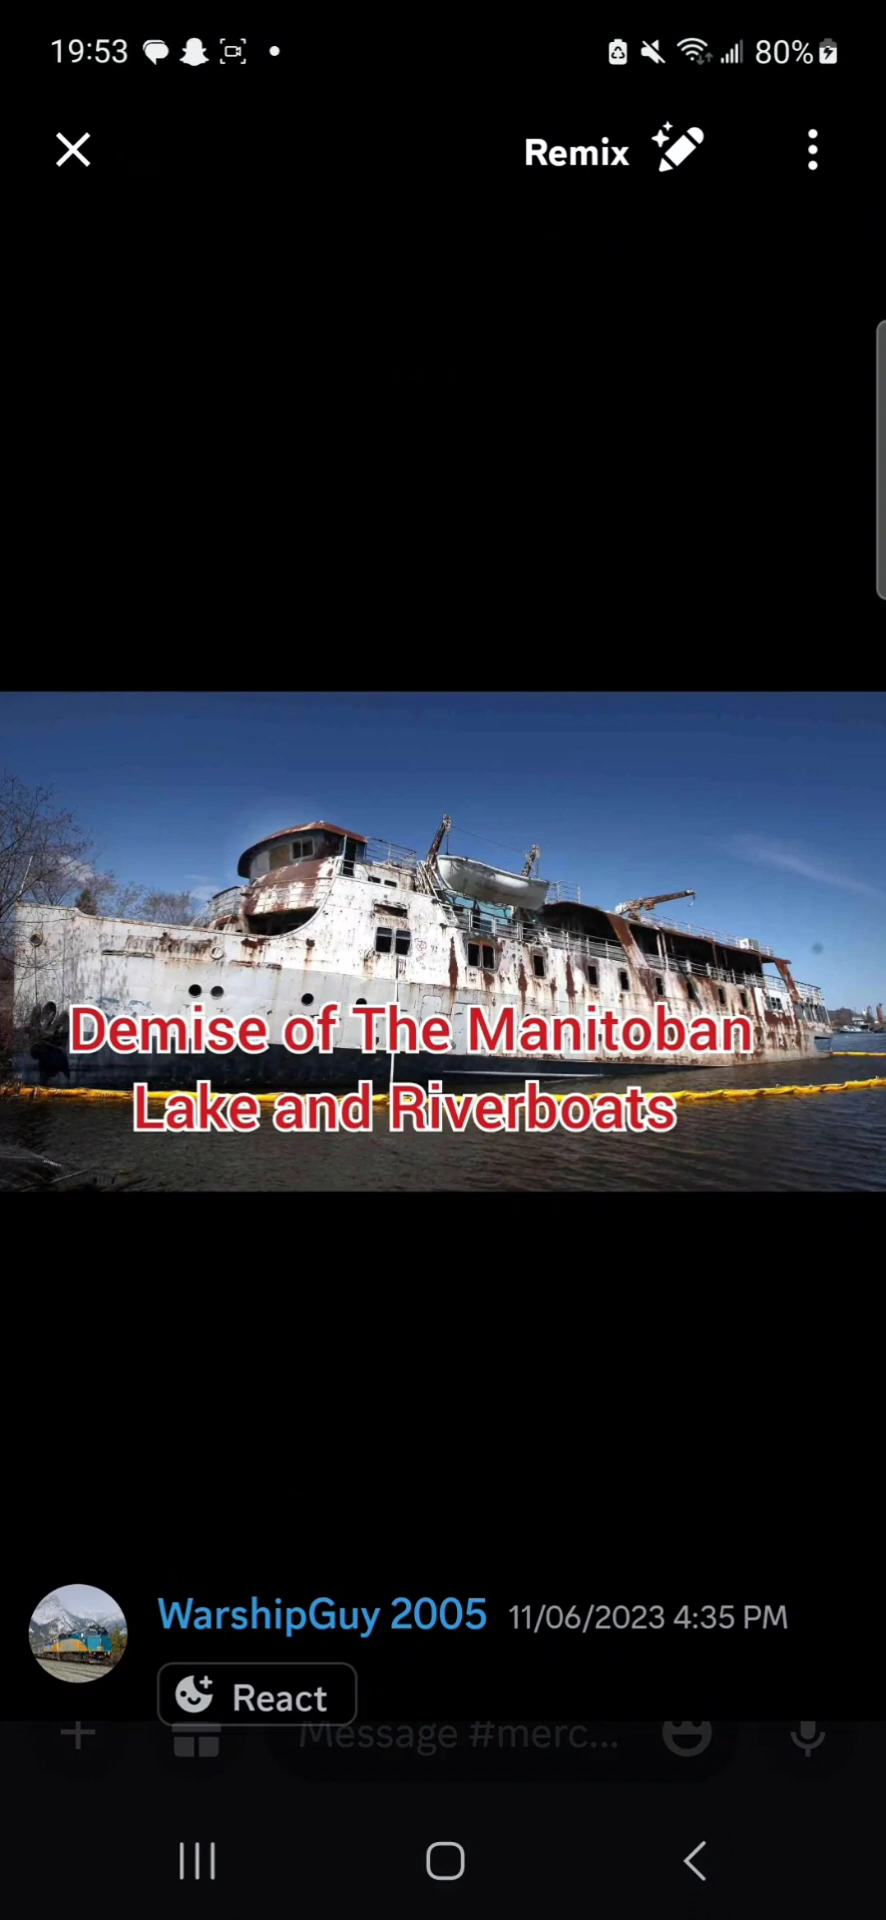 19:53
80%
Remix
Demise of The Manitoban
Lake and Riverboats
WarshipGuy 2005 11/06/2023 4:35 PM
React
Message #merc...